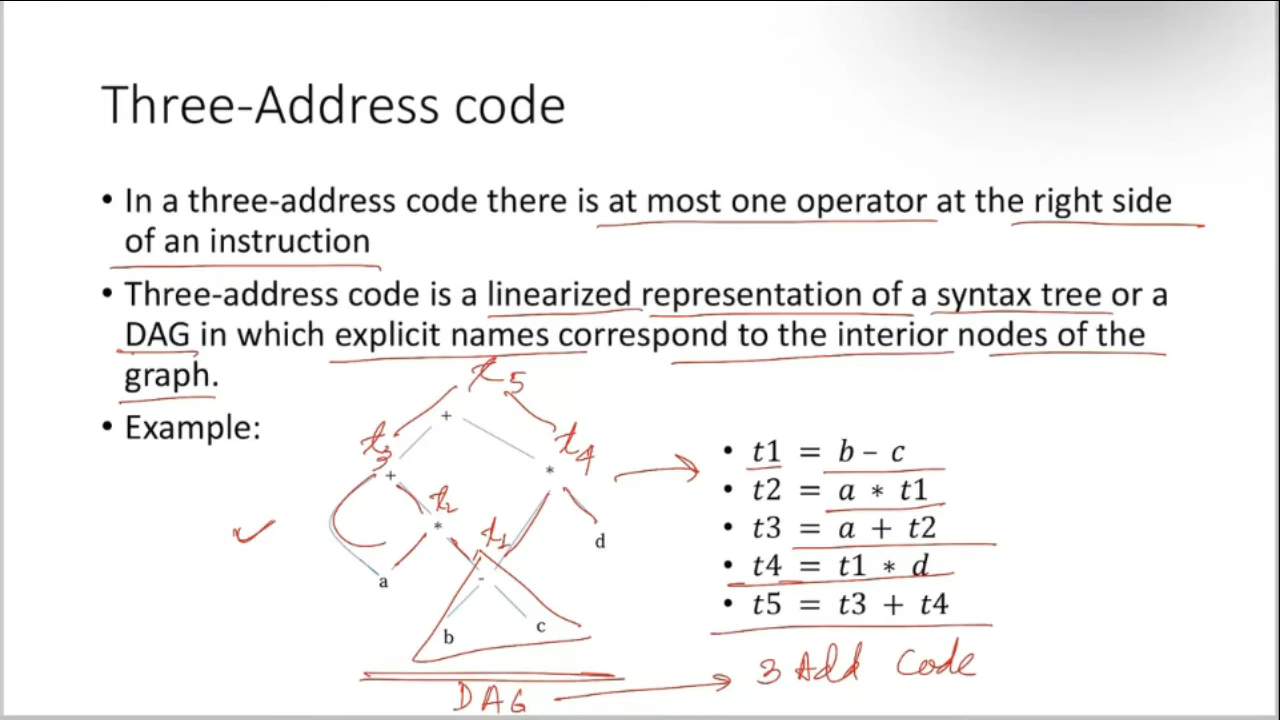 Three-Address code
• In a three-address code there is at most one operator at the right side
of an instruction
• Three-address code is a linearized representation of a syntax tree or a
DAG in which explicit names correspond to the interior nodes of the
graph.
• Example:
t5
+
t3
t4
+
*
t2
*
t1
d
a
-
b
c
• t1 = b – c
• t2 = a * t1
• t3 = a + t2
• t4 = t1 * d
• t5 = t3 + t4
DAG
3 Add Code